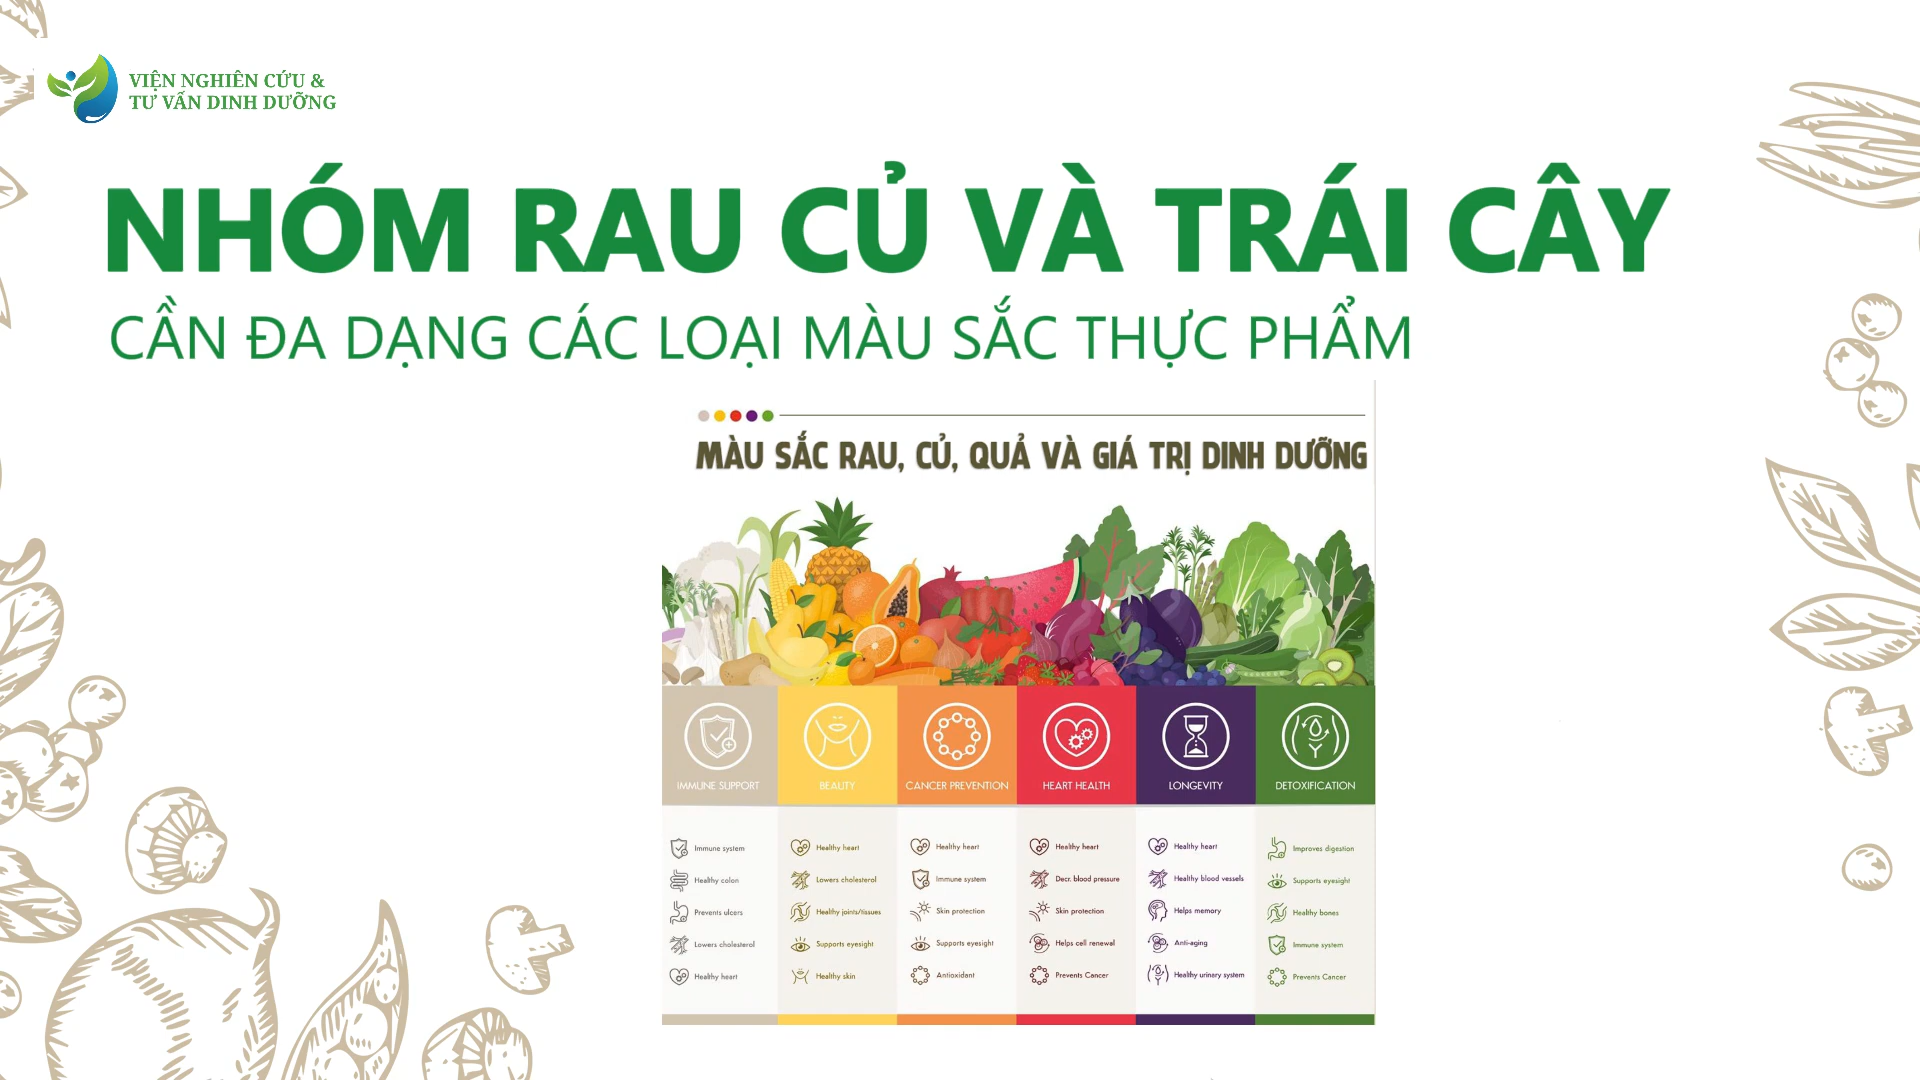 VIỆN NGHIÊN CỨU &
TƯ VẤN DINH DƯỠNG
NHÓM RAU CỦ VÀ TRÁI CÂY
CẦN ĐA DẠNG CÁC LOẠI MÀU SẮC THỰC PHẨM
MÀU SẮC RAU, CỦ, QUẢ VÀ GIÁ TRỊ DINH DƯỠNG
IMMUNE SUPPORT
BEAUTY
CANCER PREVENTION
HEART HEALTH
LONGEVITY
DETOXIFICATION
Immune system
Healthy colon
Prevents ulcers
Lowers cholesterol
Healthy heart
Healthy heart
Lowers cholesterol
Healthy joints/tissues
Supports eyesight
Healthy skin
Healthy heart
Immune system
Skin protection
Supports eyesight
Antioxidant
Healthy heart
Decr. blood pressure
Skin protection
Helps cell renewal
Prevents Cancer
Healthy heart
Healthy blood vessels
Helps memory
Anti-aging
Healthy urinary system
Improves digestion
Supports eyesight
Healthy bones
Immune system
Prevents Cancer